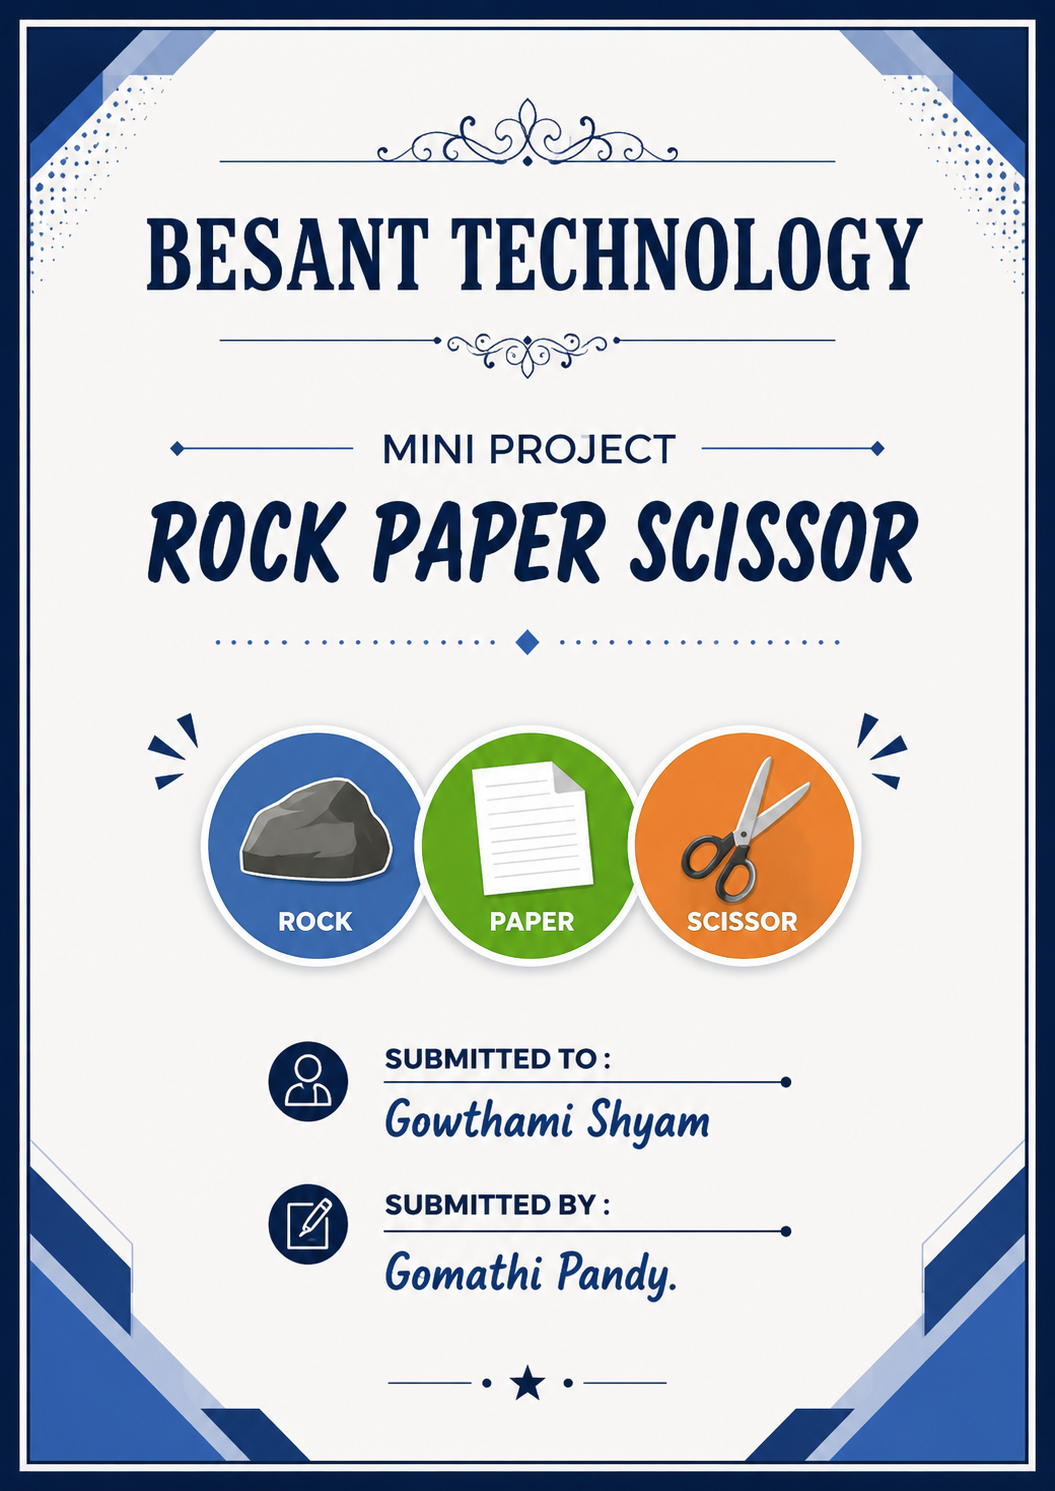 BESANT TECHNOLOGY
MINI PROJECT
ROCK PAPER SCISSOR
ROCK
PAPER
SCISSOR
SUBMITTED TO :
Gowthami Shyam
SUBMITTED BY :
Gomathi Pandy.